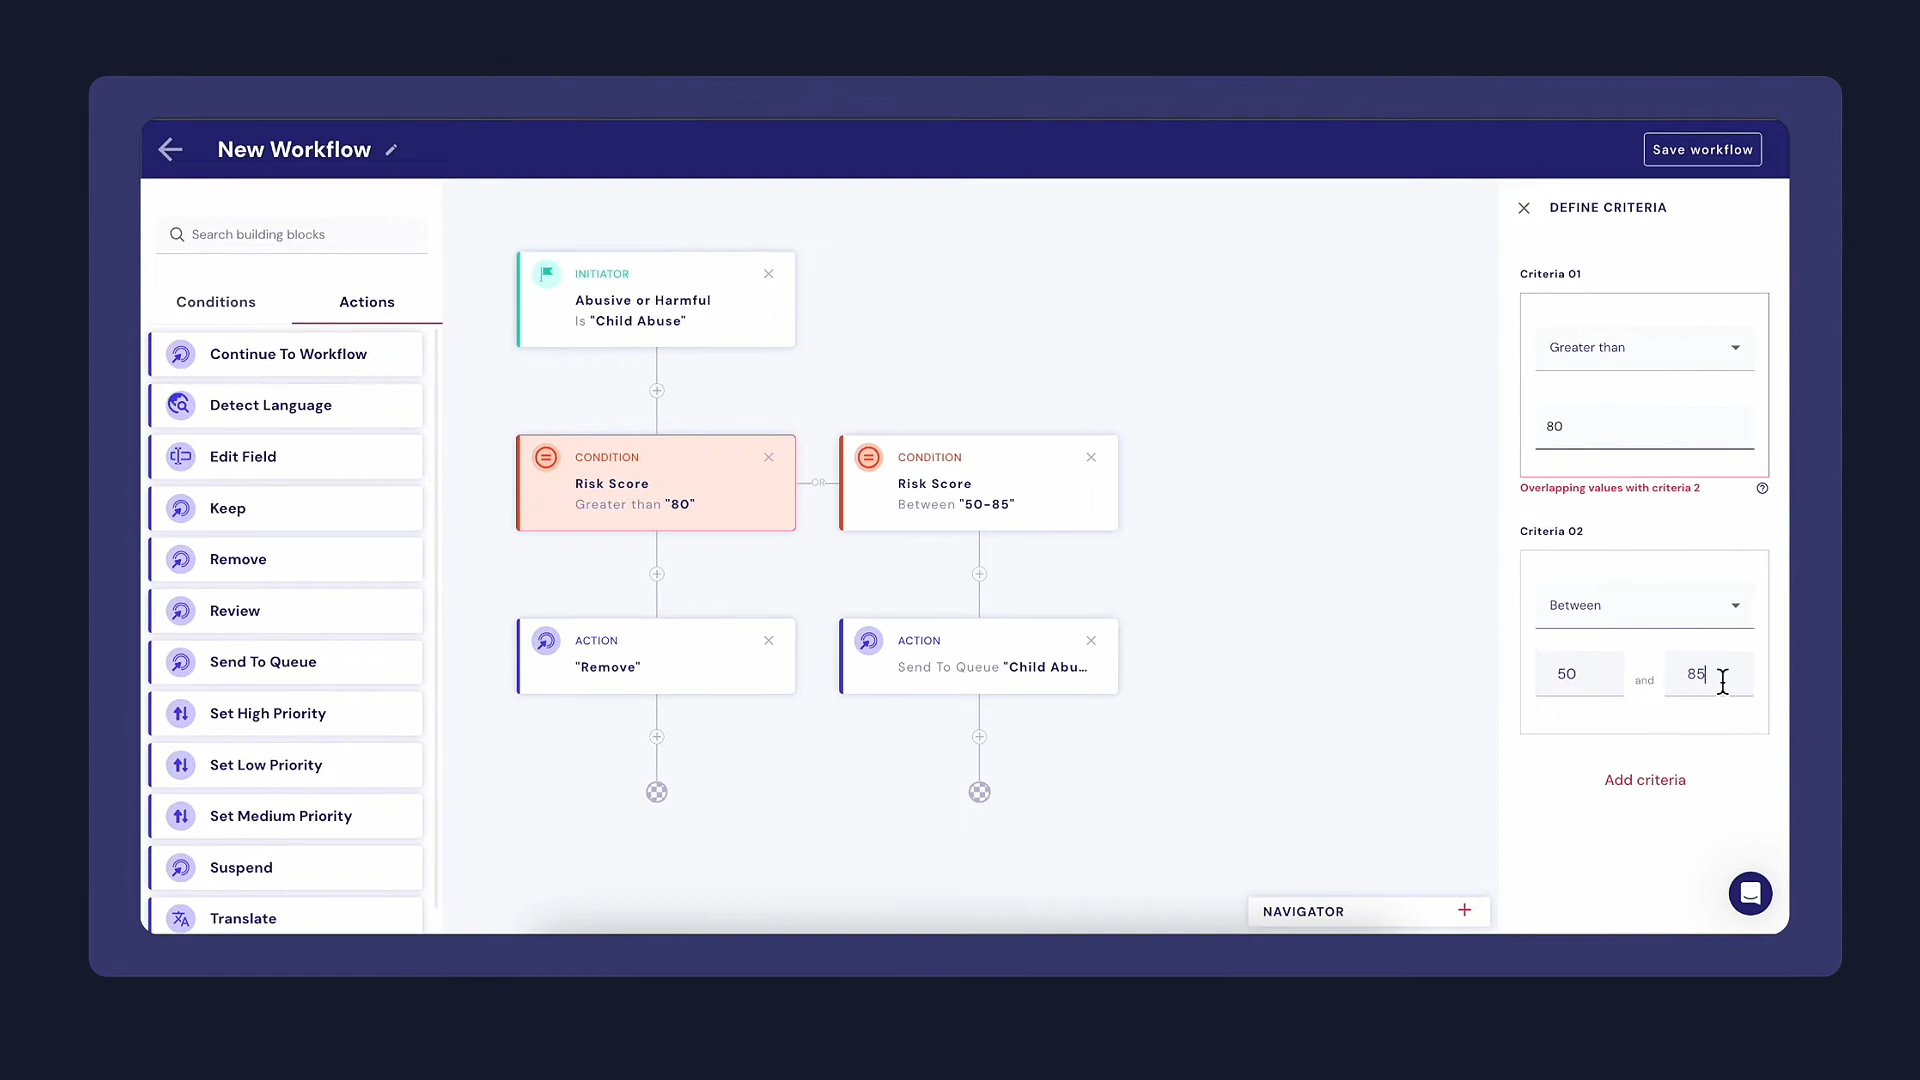 New Workflow
Save workflow
Search building blocks
Conditions
Actions
Continue To Workflow
Detect Language
Edit Field
Keep
Remove
Review
Send To Queue
Set High Priority
Set Low Priority
Set Medium Priority
Suspend
Translate
INITIATOR
Abusive or Harmful
Is "Child Abuse"
CONDITION
Risk Score
Greater than "80"
OR
CONDITION
Risk Score
Between "50-85"
ACTION
"Remove"
ACTION
Send To Queue "Child Abu...
NAVIGATOR
DEFINE CRITERIA
Criteria 01
Greater than
80
Overlapping values with criteria 2
Criteria 02
Between
50 and 85
Add criteria